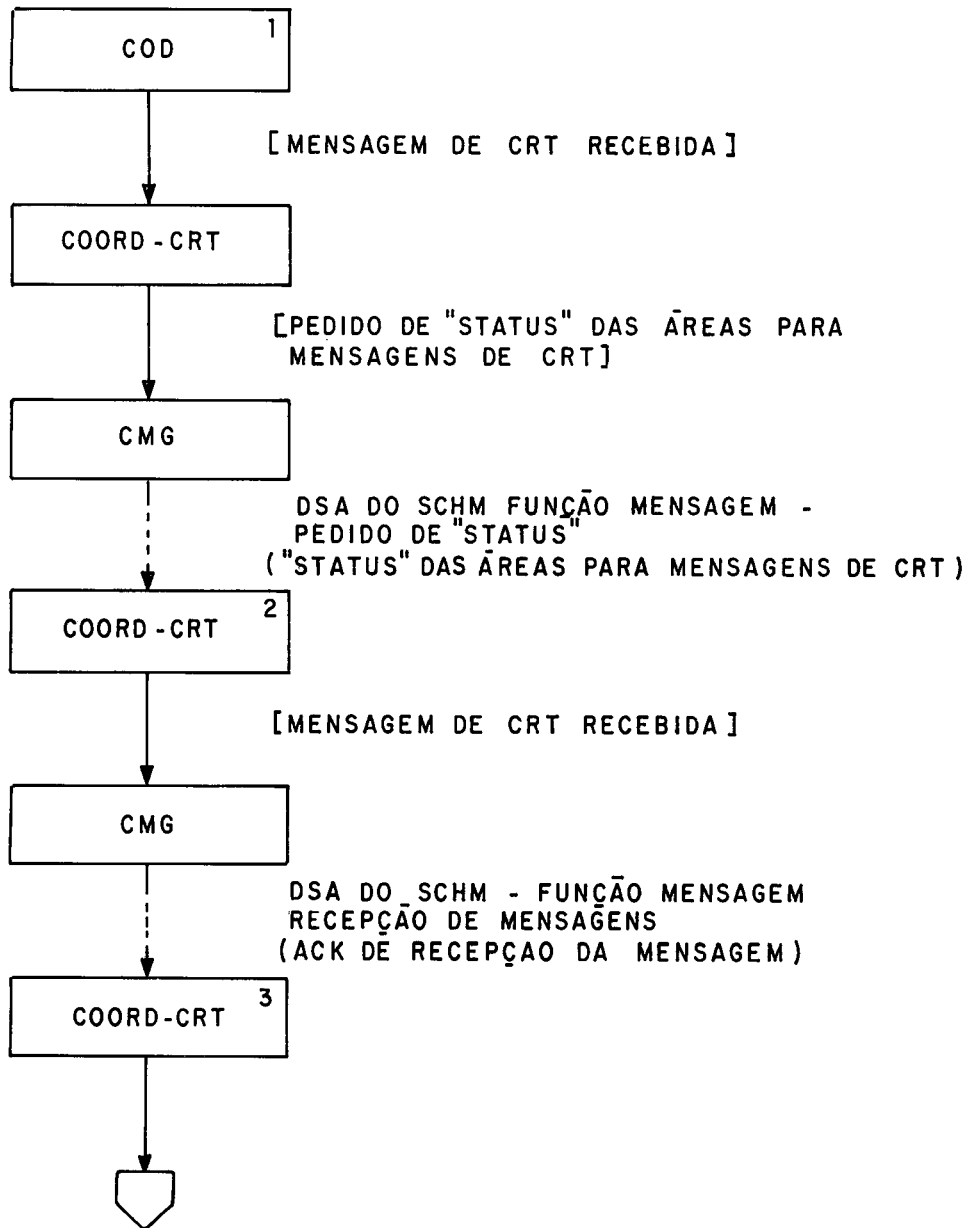 1
COD
[MENSAGEM DE CRT RECEBIDA]
COORD-CRT
[PEDIDO DE "STATUS" DAS ÁREAS PARA
MENSAGENS DE CRT]
CMG
DSA DO SCHM FUNÇÃO MENSAGEM -
PEDIDO DE "STATUS"
("STATUS" DAS ÁREAS PARA MENSAGENS DE CRT)
2
COORD-CRT
[MENSAGEM DE CRT RECEBIDA]
CMG
DSA DO SCHM - FUNÇÃO MENSAGEM
RECEPÇÃO DE MENSAGENS
(ACK DE RECEPÇAO DA MENSAGEM)
3
COORD-CRT